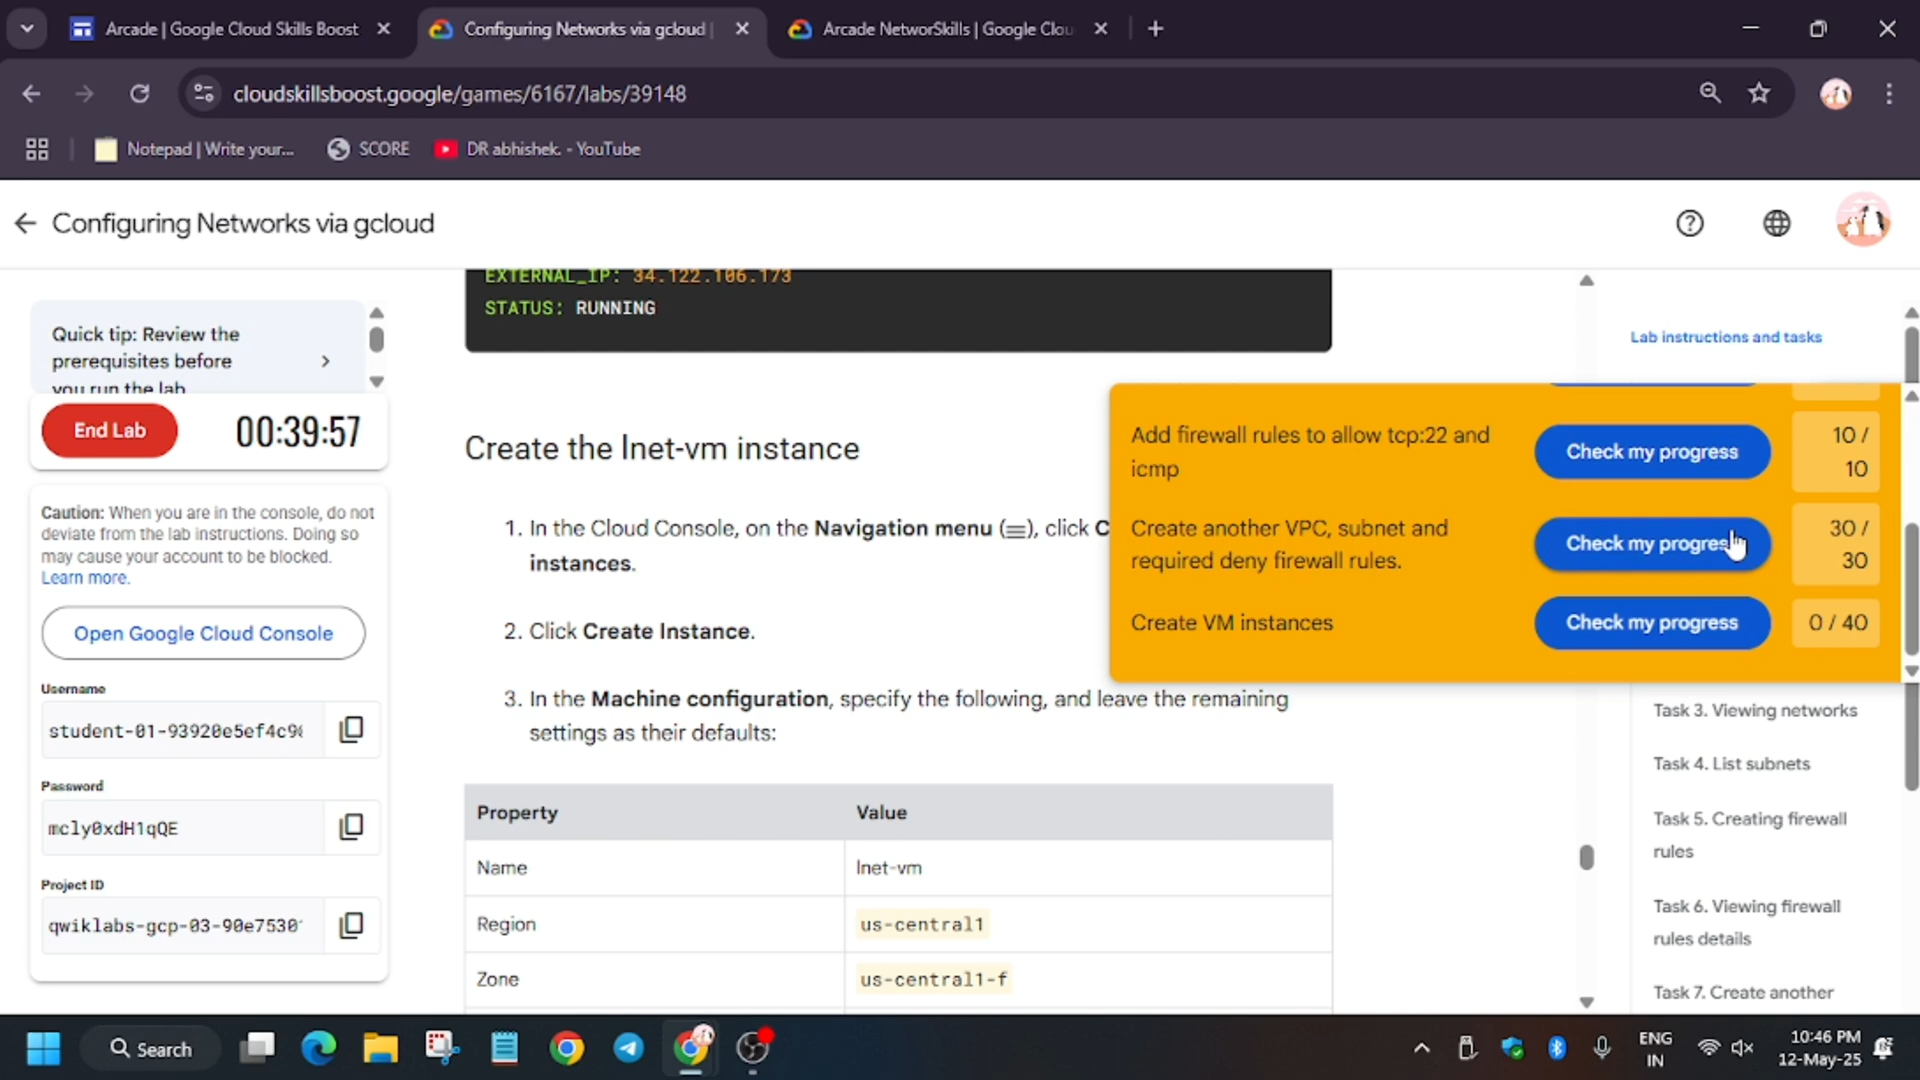 Arcade | Google Cloud Skills Boost
Configuring Networks via gcloud |
Arcade NetworSkills | Google Clou
cloudskillsboost.google/games/6167/labs/39148
Notepad | Write your...
SCORE
DR abhishek. - YouTube
Configuring Networks via gcloud
Quick tip: Review the
prerequisites before
you run the lab
End Lab
00:39:57
Caution: When you are in the console, do not
deviate from the lab instructions. Doing so
may cause your account to be blocked.
Learn more.
Open Google Cloud Console
Username
student-01-93920e5ef4c9
Password
mcly0xdH1qQE
Project ID
qwiklabs-gcp-03-90e7530
EXTERNAL_IP: 34.122.106.173
STATUS: RUNNING
Create the lnet-vm instance
1. In the Cloud Console, on the Navigation menu (☰), click C
instances.
2. Click Create Instance.
3. In the Machine configuration, specify the following, and leave the remaining
settings as their defaults:
Property Value
Name lnet-vm
Region us-central1
Zone us-central1-f
Lab instructions and tasks
Add firewall rules to allow tcp:22 and
icmp
Check my progress
10 /
10
Create another VPC, subnet and
required deny firewall rules.
Check my progress
30 /
30
Create VM instances
Check my progress
0 / 40
Task 3. Viewing networks
Task 4. List subnets
Task 5. Creating firewall
rules
Task 6. Viewing firewall
rules details
Task 7. Create another
Search
ENG
IN
10:46 PM
12-May-25